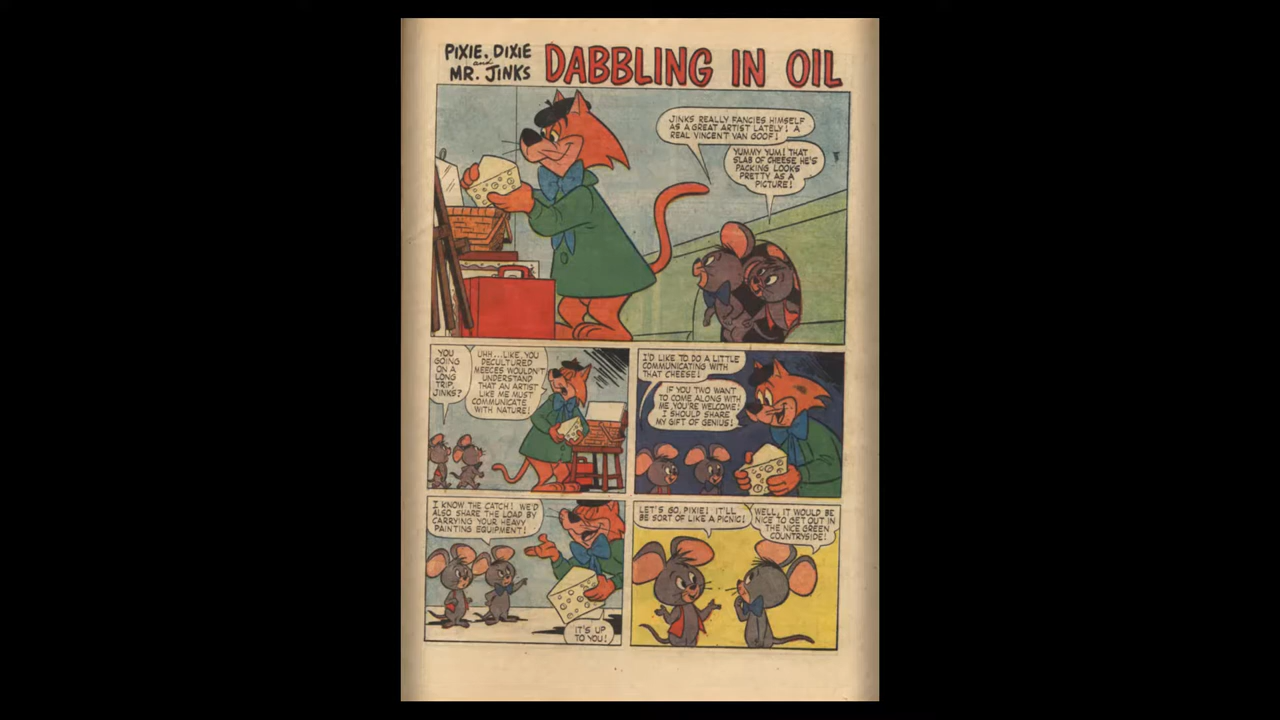 PIXIE, DIXIE
and
MR. JINKS
DABBLING IN OIL
JINKS REALLY FANCIES HIMSELF
AS A GREAT ARTIST LATELY! A
REAL VINCENT VAN GOOF!
YUMMY YUM! THAT
SLAB OF CHEESE HE'S
PACKING LOOKS
PRETTY AS A
PICTURE!
YOU
GOING
ON A
LONG
TRIP,
JINKS?
UHH...LIKE, YOU
DECULTURED
MEECES WOULDN'T
UNDERSTAND
THAT AN ARTIST
LIKE ME MUST
COMMUNICATE
WITH NATURE!
I'D LIKE TO DO A LITTLE
COMMUNICATING WITH
THAT CHEESE!
IF YOU TWO WANT
TO COME ALONG WITH
ME, YOU'RE WELCOME!
I SHOULD SHARE
MY GIFT OF GENIUS!
I KNOW THE CATCH! WE'D
ALSO SHARE THE LOAD BY
CARRYING YOUR HEAVY
PAINTING EQUIPMENT!
IT'S UP
TO YOU!
LET'S GO, PIXIE! IT'LL
BE SORT OF LIKE A PICNIC!
WELL, IT WOULD BE
NICE TO GET OUT IN
THE NICE GREEN
COUNTRYSIDE!